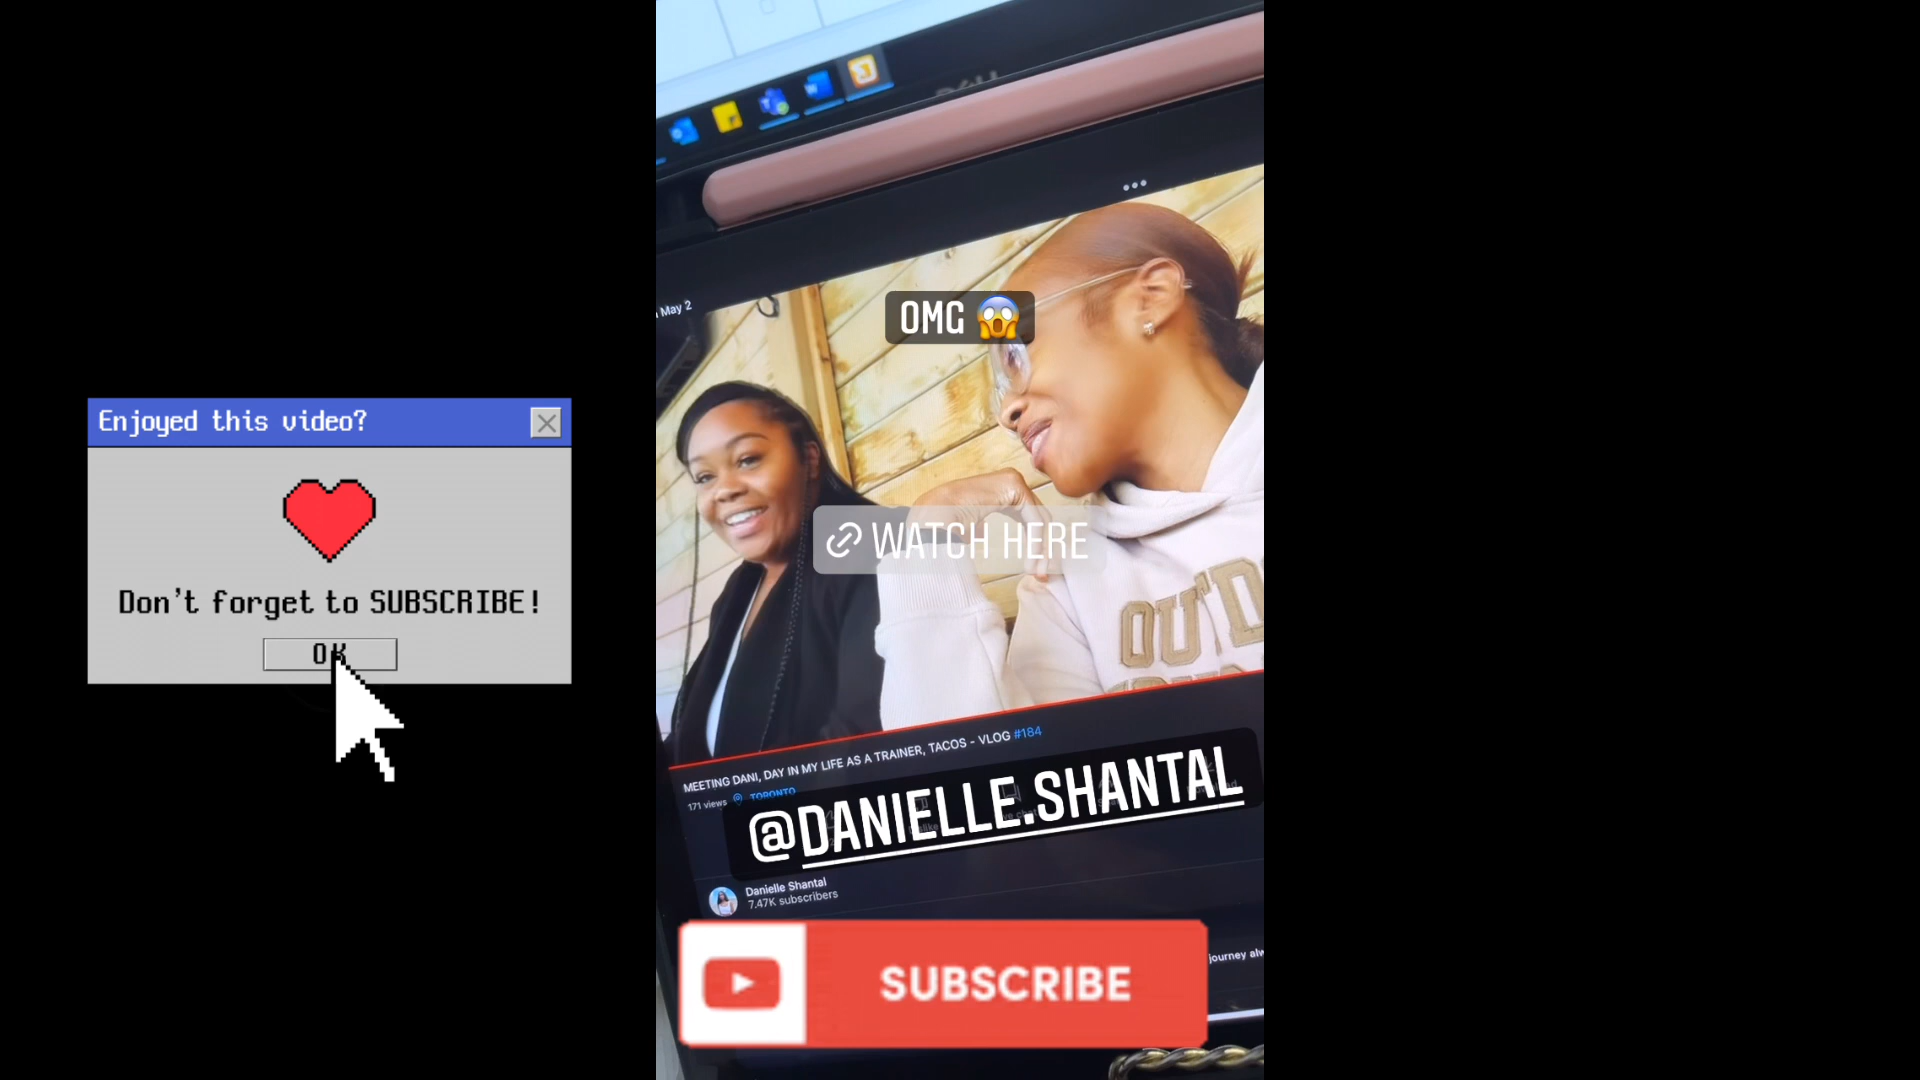 Enjoyed this video?
Don't forget to SUBSCRIBE!
OK
May 2
OMG
WATCH HERE
OU'D
MEETING DANI, DAY IN MY LIFE AS A TRAINER, TACOS - VLOG #184
171 views TORONTO
@DANIELLE.SHANTAL
Danielle Shantal
7.47K subscribers
journey
SUBSCRIBE